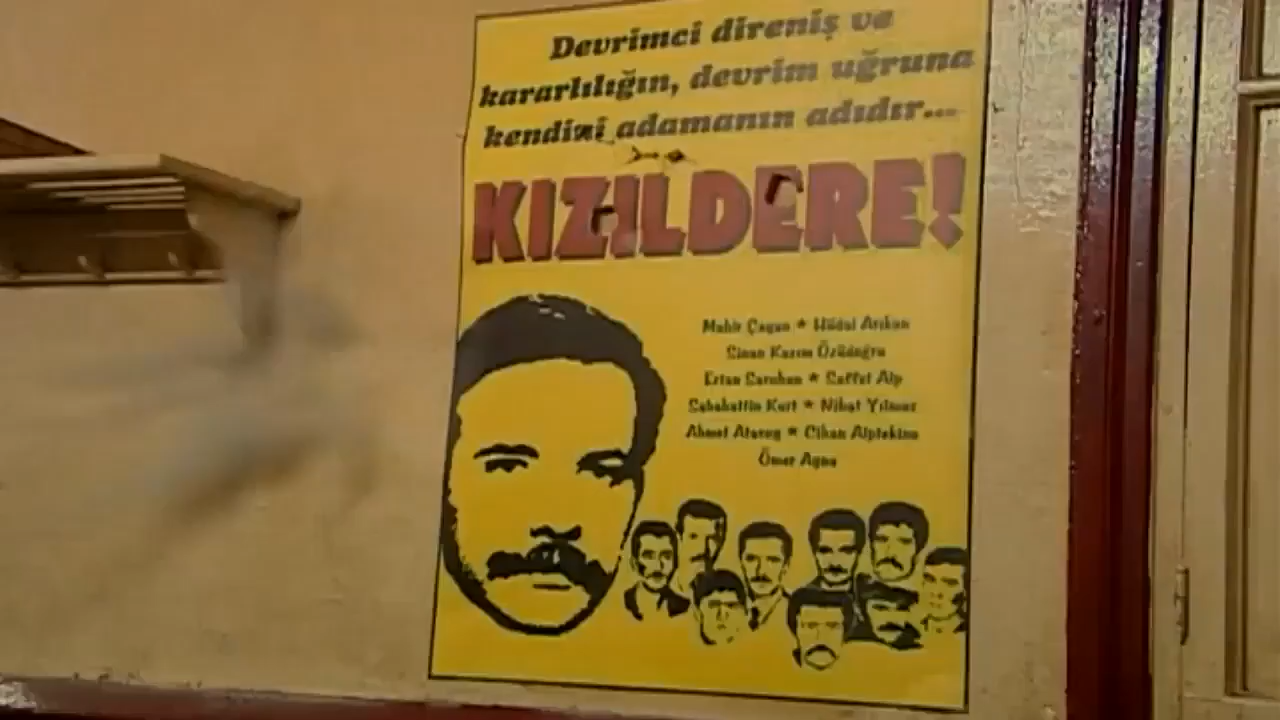 Devrimci direniş ve
kararlılığın, devrim uğruna
kendini adamanın adıdır...
KIZILDERE!
Mahir Çayan * Hüdai Arıkan
Sinan Kazım Özüdoğru
Ertan Saruhan * Saffet Alp
Sabahattin Kurt * Nihat Yılmaz
Ahmet Atasoy * Cihan Alptekin
Ömer Ayna